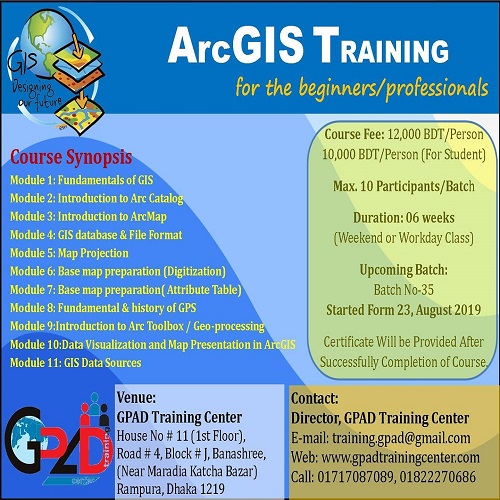 GIS
Designing
our future
ArcGIS TRAINING
for the beginners/professionals
Course Synopsis
Module 1: Fundamentals of GIS
Module 2: Introduction to Arc Catalog
Module 3: Introduction to ArcMap
Module 4: GIS database & File Format
Module 5: Map Projection
Module 6: Base map preparation (Digitization)
Module 7: Base map preparation( Attribute Table)
Module 8: Fundamental & history of GPS
Module 9:Introduction to Arc Toolbox / Geo-processing
Module 10:Data Visualization and Map Presentation in ArcGIS
Module 11: GIS Data Sources
Course Fee: 12,000 BDT/Person
10,000 BDT/Person (For Student)
Max. 10 Participants/Batch
Duration: 06 weeks
(Weekend or Workday Class)
Upcoming Batch:
Batch No-35
Started Form 23, August 2019
Certificate Will be Provided After
Successfully Completion of Course.
GPAD
training
center
Venue:
GPAD Training Center
House No # 11 (1st Floor),
Road # 4, Block # J, Banashree,
(Near Maradia Katcha Bazar)
Rampura, Dhaka 1219
Contact:
Director, GPAD Training Center
E-mail: training.gpad@gmail.com
Web: www.gpadtrainingcenter.com
Call: 01717087089, 01822270686